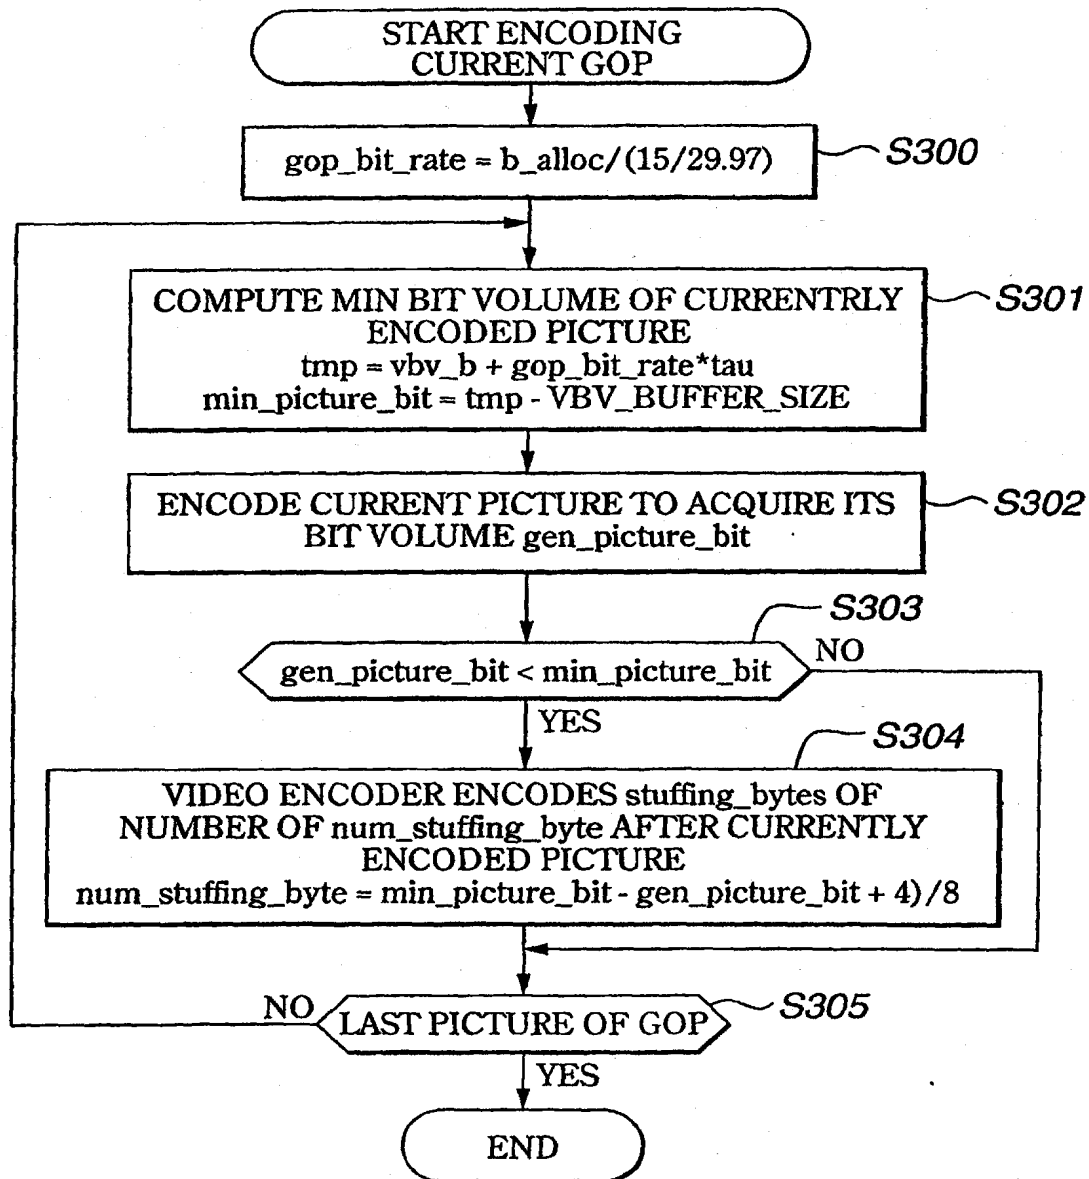 START ENCODING
CURRENT GOP
gop_bit_rate = b_alloc/(15/29.97)
S300
COMPUTE MIN BIT VOLUME OF CURRENTRLY
ENCODED PICTURE
tmp = vbv_b + gop_bit_rate*tau
min_picture_bit = tmp - VBV_BUFFER_SIZE
S301
ENCODE CURRENT PICTURE TO ACQUIRE ITS
BIT VOLUME gen_picture_bit
S302
S303
gen_picture_bit < min_picture_bit
NO
YES
S304
VIDEO ENCODER ENCODES stuffing_bytes OF
NUMBER OF num_stuffing_byte AFTER CURRENTLY
ENCODED PICTURE
num_stuffing_byte = min_picture_bit - gen_picture_bit + 4)/8
NO
LAST PICTURE OF GOP
S305
YES
END